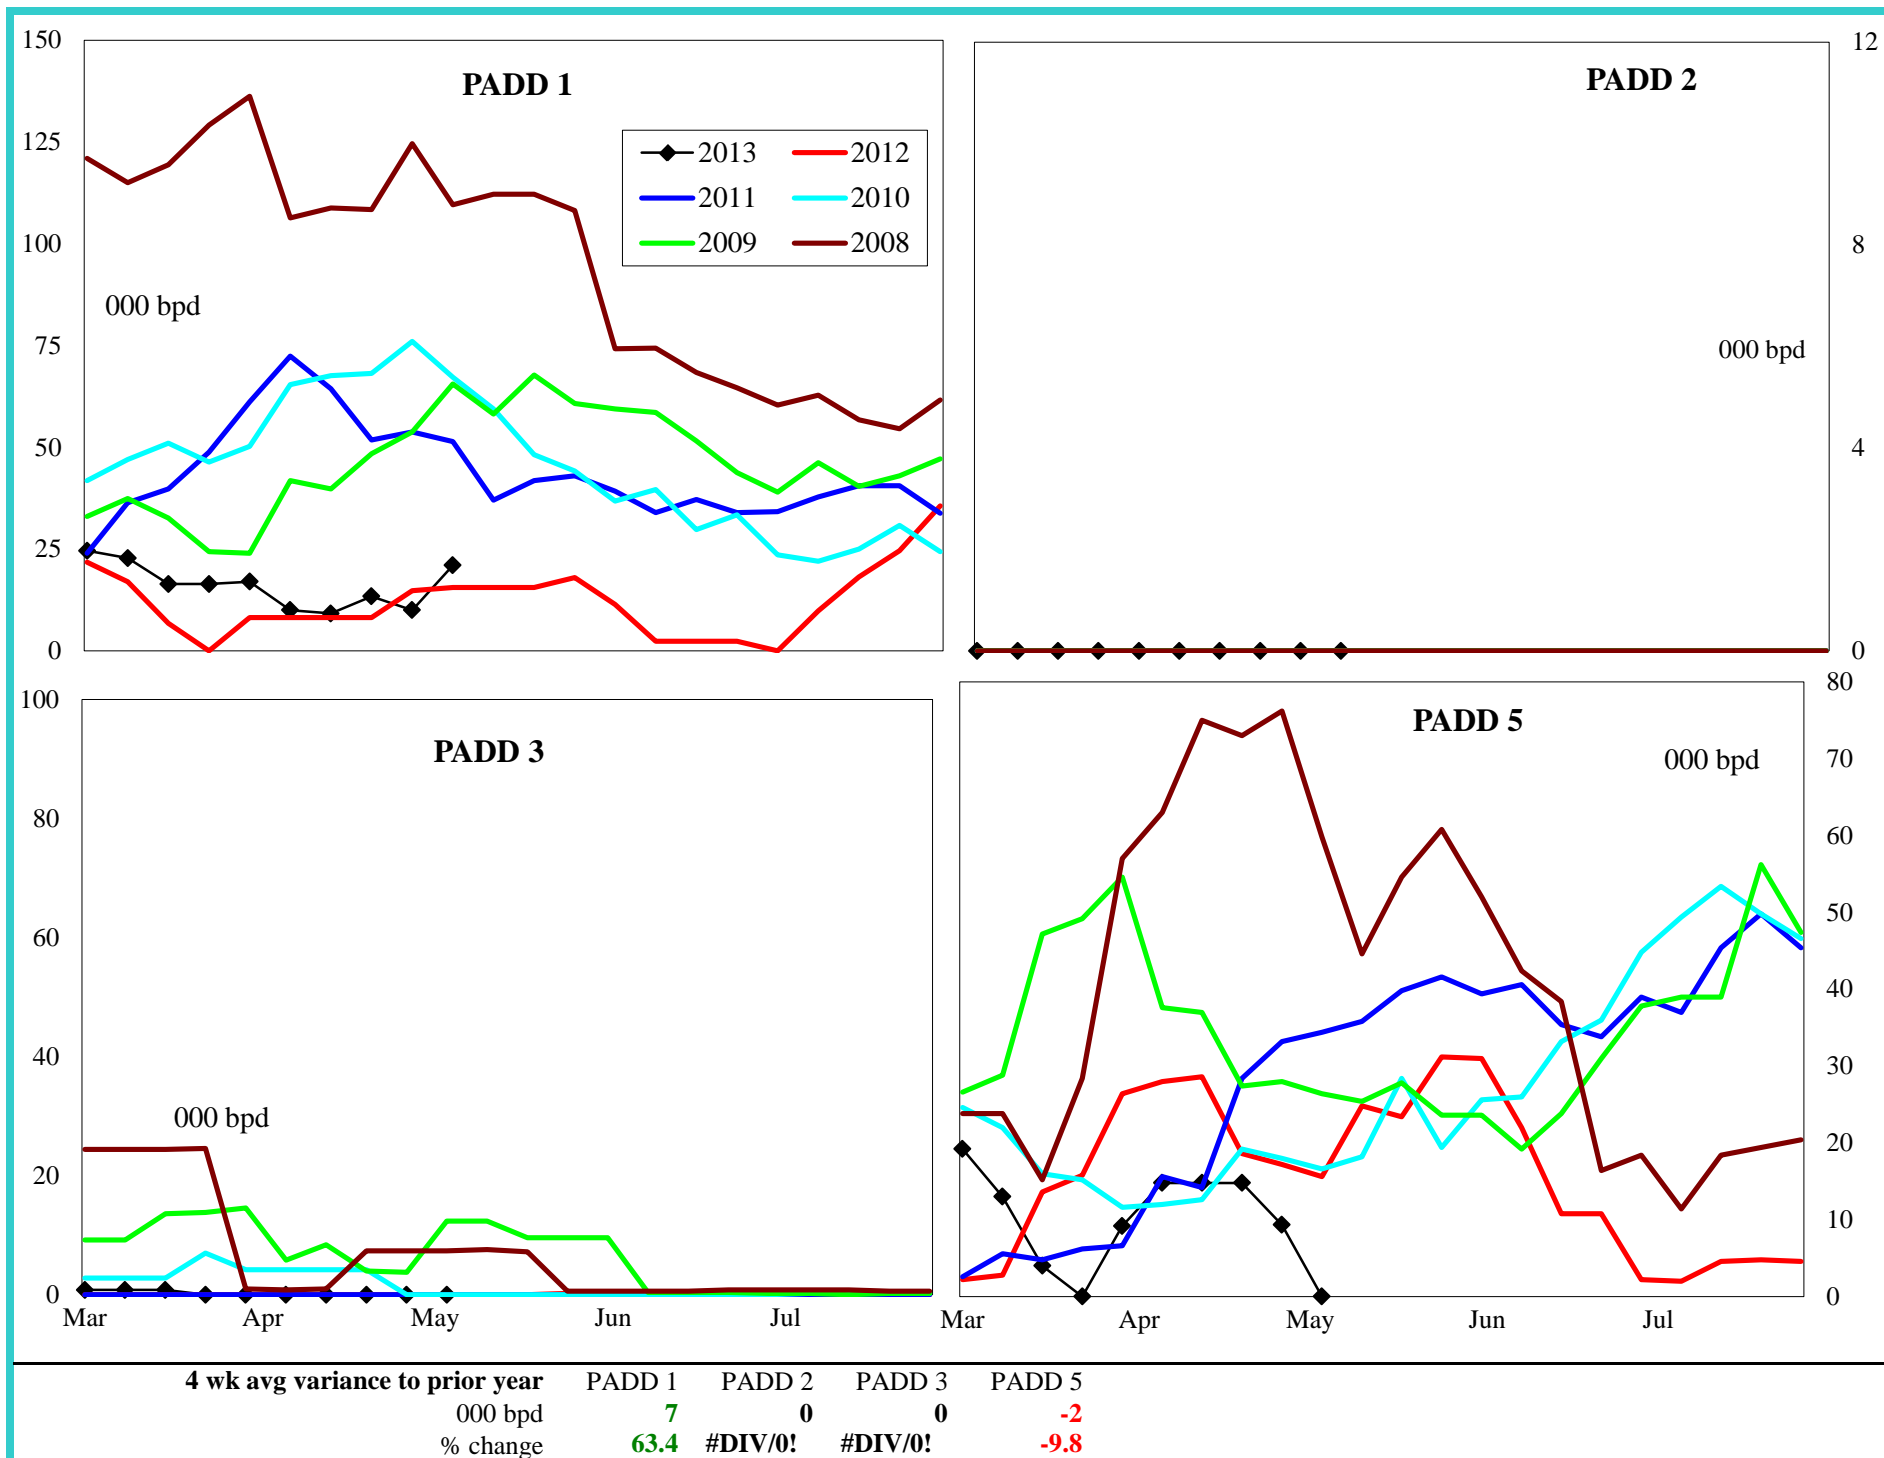 PADD 1
150
125
100
75
50
25
0
000 bpd
2013 2012
2011 2010
2009 2008
PADD 2
12
8
4
0
000 bpd
PADD 3
100
80
60
40
20
0
000 bpd
Mar Apr May Jun Jul
PADD 5
80
70
60
50
40
30
20
10
0
000 bpd
Mar Apr May Jun Jul
4 wk avg variance to prior year PADD 1 PADD 2 PADD 3 PADD 5
000 bpd 7 0 0 -2
% change 63.4 #DIV/0! #DIV/0! -9.8